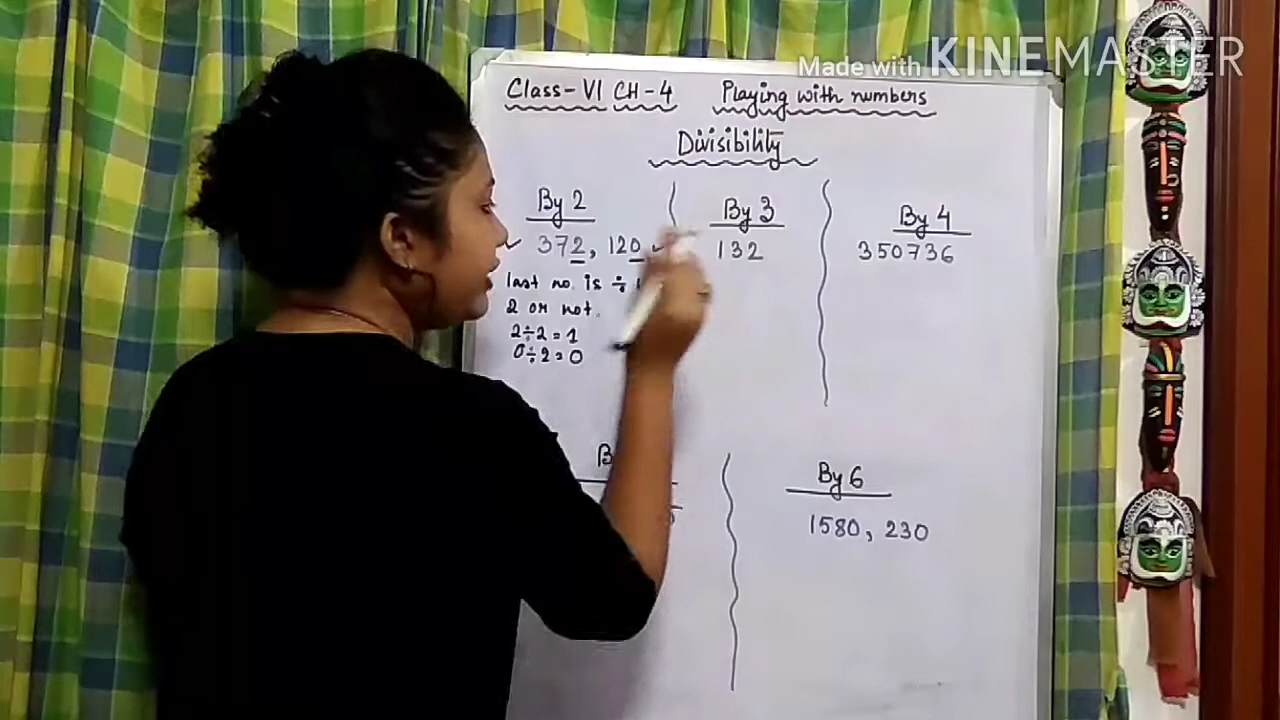 Made with KINEMASTER
Class-VI CH-4 Playing with numbers
Divisibility
By 2
372, 120
last no. is ÷
2 or not.
2÷2=1
0÷2=0
By 3
132
By 4
350736
By 6
1580, 230